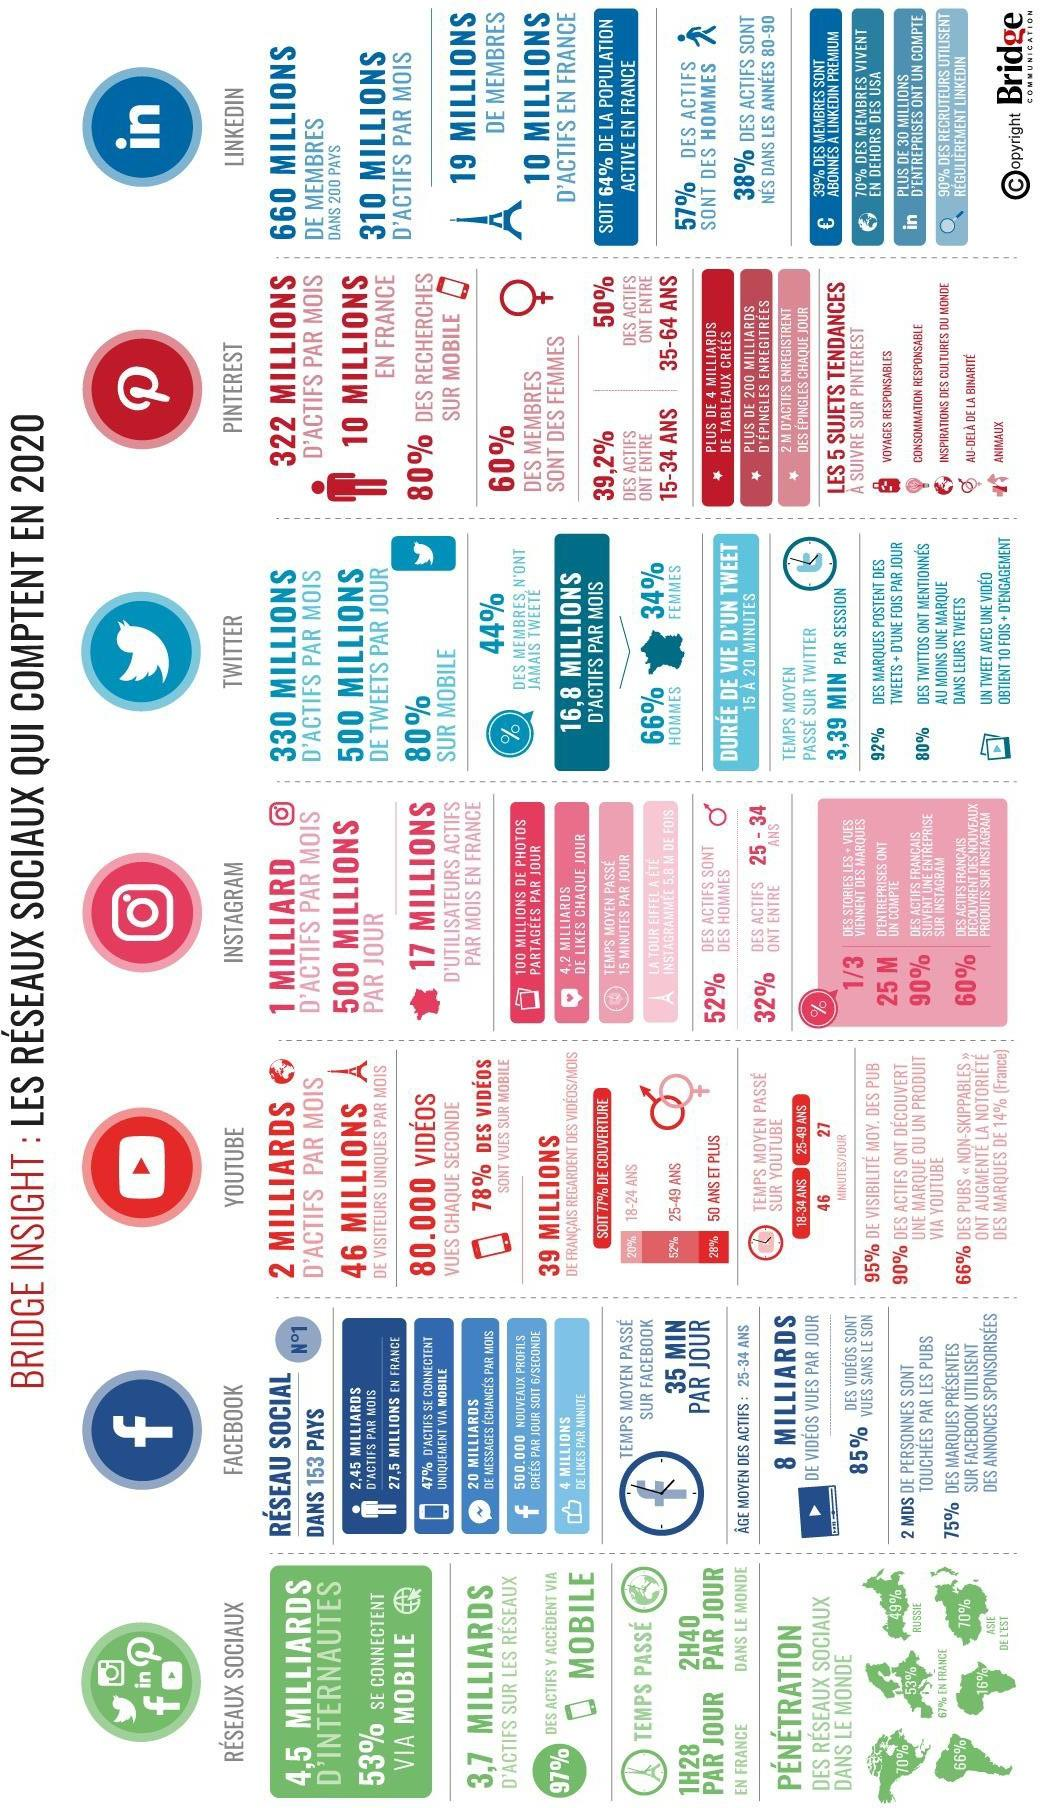 BRIDGE INSIGHT : LES RÉSEAUX SOCIAUX QUI COMPTENT EN 2020
RÉSEAUX SOCIAUX
4,5 MILLIARDS
D'INTERNAUTES
53% SE CONNECTENT
VIA MOBILE
3,7 MILLIARDS
D'ACTIFS SUR LES RÉSEAUX
97% DES ACTIFS Y ACCÈDENT VIA
MOBILE
TEMPS PASSÉ
1H28
PAR JOUR
EN FRANCE
2H40
PAR JOUR
DANS LE MONDE
PÉNÉTRATION
DES RÉSEAUX SOCIAUX
DANS LE MONDE
70%
53%
67% EN FRANCE
49%
RUSSIE
66%
16%
70%
ASIE
DE L'EST
FACEBOOK
RÉSEAU SOCIAL N°1
DANS 153 PAYS
2,45 MILLIARDS
D'ACTIFS PAR MOIS
27,5 MILLIONS EN FRANCE
47% D'ACTIFS SE CONNECTENT
UNIQUEMENT VIA MOBILE
20 MILLIARDS
DE MESSAGES ÉCHANGÉS PAR MOIS
500.000 NOUVEAUX PROFILS
CRÉÉS PAR JOUR SOIT 6/SECONDE
4 MILLIONS
DE LIKES PAR MINUTE
TEMPS MOYEN PASSÉ
SUR FACEBOOK
35 MIN
PAR JOUR
ÂGE MOYEN DES ACTIFS : 25-34 ANS
8 MILLIARDS
DE VIDÉOS VUES PAR JOUR
85% DES VIDÉOS SONT
VUES SANS LE SON
2 MDS DE PERSONNES SONT
TOUCHÉES PAR LES PUBS
75% DES MARQUES PRÉSENTES
SUR FACEBOOK UTILISENT
DES ANNONCES SPONSORISÉES
YOUTUBE
2 MILLIARDS
D'ACTIFS PAR MOIS
46 MILLIONS
DE VISITEURS UNIQUES PAR MOIS
80.000 VIDÉOS
VUES CHAQUE SECONDE
78% DES VIDÉOS
SONT VUES SUR MOBILE
39 MILLIONS
DE FRANÇAIS REGARDENT DES VIDÉOS/MOIS
SOIT 77% DE COUVERTURE
20% 18-24 ANS
52% 25-49 ANS
28% 50 ANS ET PLUS
TEMPS MOYEN PASSÉ
SUR YOUTUBE
18-34 ANS 25-49 ANS
46 27
MINUTES/JOUR
95% DE VISIBILITÉ MOY. DES PUB
90% DES ACTIFS ONT DÉCOUVERT
UNE MARQUE OU UN PRODUIT
VIA YOUTUBE
66% DES PUBS « NON-SKIPPABLES »
ONT AUGMENTÉ LA NOTORIÉTÉ
DES MARQUES DE 14% (France)
INSTAGRAM
1 MILLIARD
D'ACTIFS PAR MOIS
500 MILLIONS
PAR JOUR
17 MILLIONS
D'UTILISATEURS ACTIFS
PAR MOIS EN FRANCE
100 MILLIONS DE PHOTOS
PARTAGÉES PAR JOUR
4,2 MILLIARDS
DE LIKES CHAQUE JOUR
TEMPS MOYEN PASSÉ
15 MINUTES PAR JOUR
LA TOUR EIFFEL A ÉTÉ
INSTAGRAMMÉE 5,8 M DE FOIS
52% DES ACTIFS SONT
DES HOMMES
32% DES ACTIFS
ONT ENTRE
25 - 34
ANS
%
1/3 DES STORIES LES + VUES
VIENNENT DES MARQUES
25 M D'ENTREPRISES ONT
UN COMPTE
90% DES ACTIFS FRANÇAIS
SUIVENT UNE ENTREPRISE
SUR INSTAGRAM
60% DES ACTIFS FRANÇAIS
DÉCOUVRENT DES NOUVEAUX
PRODUITS SUR INSTAGRAM
TWITTER
330 MILLIONS
D'ACTIFS PAR MOIS
500 MILLIONS
DE TWEETS PAR JOUR
80%
SUR MOBILE
%
44%
DES MEMBRES N'ONT
JAMAIS TWEETÉ
16,8 MILLIONS
D'ACTIFS PAR MOIS
66%
HOMMES
34%
FEMMES
DURÉE DE VIE D'UN TWEET
15 À 20 MINUTES
TEMPS MOYEN
PASSÉ SUR TWITTER
3,39 MIN PAR SESSION
92% DES MARQUES POSTENT DES
TWEETS + D'UNE FOIS PAR JOUR
80% DES TWITTOS ONT MENTIONNÉS
AU MOINS UNE MARQUE
DANS LEURS TWEETS
UN TWEET AVEC UNE VIDÉO
OBTIENT 10 FOIS + D'ENGAGEMENT
PINTEREST
322 MILLIONS
D'ACTIFS PAR MOIS
10 MILLIONS
EN FRANCE
80% DES RECHERCHES
SUR MOBILE
60%
DES MEMBRES
SONT DES FEMMES
39,2%
DES ACTIFS
ONT ENTRE
15-34 ANS
50%
DES ACTIFS
ONT ENTRE
35-64 ANS
PLUS DE 4 MILLIARDS
DE TABLEAUX CRÉÉS
PLUS DE 200 MILLIARDS
D'ÉPINGLES ENREGITRÉES
2 M D'ACTIFS ENREGISTRENT
DES ÉPINGLES CHAQUE JOUR
LES 5 SUJETS TENDANCES
À SUIVRE SUR PINTEREST
VOYAGES RESPONSABLES
CONSOMMATION RESPONSABLE
INSPIRATIONS DES CULTURES DU MONDE
AU-DELÀ DE LA BINARITÉ
ANIMAUX
LINKEDIN
660 MILLIONS
DE MEMBRES
DANS 200 PAYS
310 MILLIONS
D'ACTIFS PAR MOIS
19 MILLIONS
DE MEMBRES
10 MILLIONS
D'ACTIFS EN FRANCE
SOIT 64% DE LA POPULATION
ACTIVE EN FRANCE
57% DES ACTIFS
SONT DES HOMMES
38% DES ACTIFS SONT
NÉS DANS LES ANNÉES 80-90
€ 39% DES MEMBRES SONT
ABONNÉS À LINKEDIN PREMIUM
70% DES MEMBRES VIVENT
EN DEHORS DES USA
in PLUS DE 30 MILLIONS
D'ENTREPRISES ONT UN COMPTE
90% DES RECRUTEURS UTILISENT
RÉGULIÈREMENT LINKEDIN
©opyright Bridge
COMMUNICATION